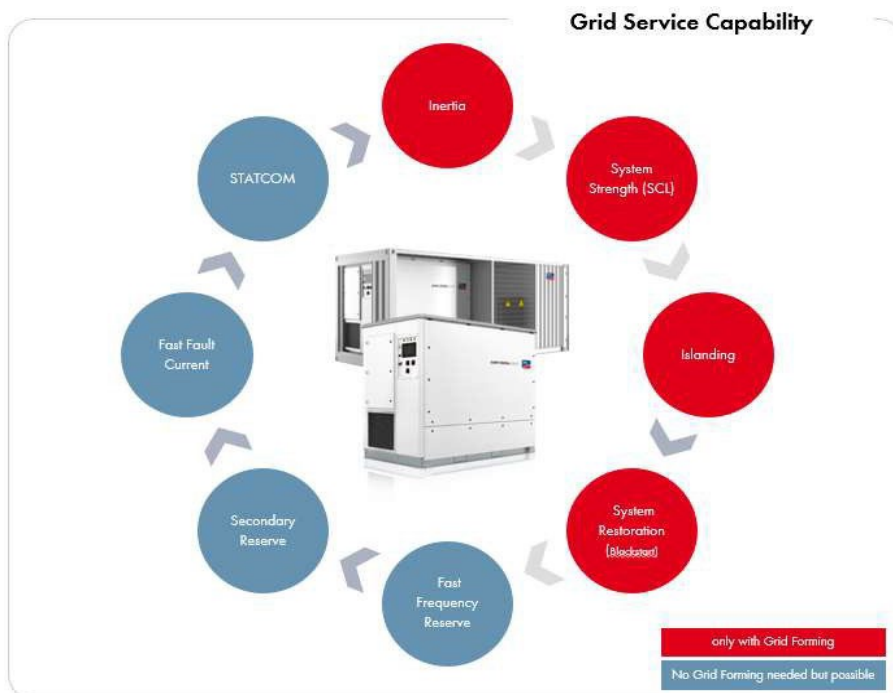 Grid Service Capability
Inertia
System
Strength (SCL)
Islanding
System
Restoration
(Blackstart)
Fast
Frequency
Reserve
Secondary
Reserve
Fast Fault
Current
STATCOM
only with Grid Forming
No Grid Forming needed but possible